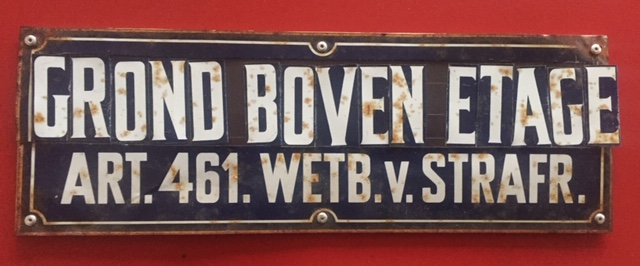 GROND BOVEN ETAGE
ART. 461. WETB. v. STRAFR.